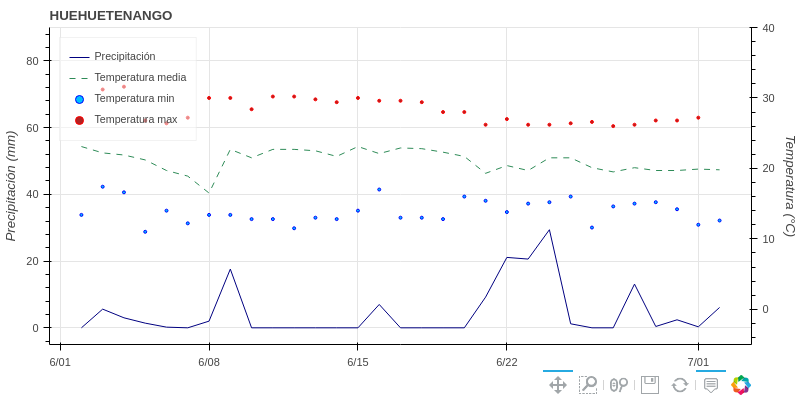 HUEHUETENANGO
Precipitación
Temperatura media
Temperatura min
Temperatura max
Precipitación (mm)
80
60
40
20
0
Temperatura (°C)
40
30
20
10
0
6/01 6/08 6/15 6/22 7/01